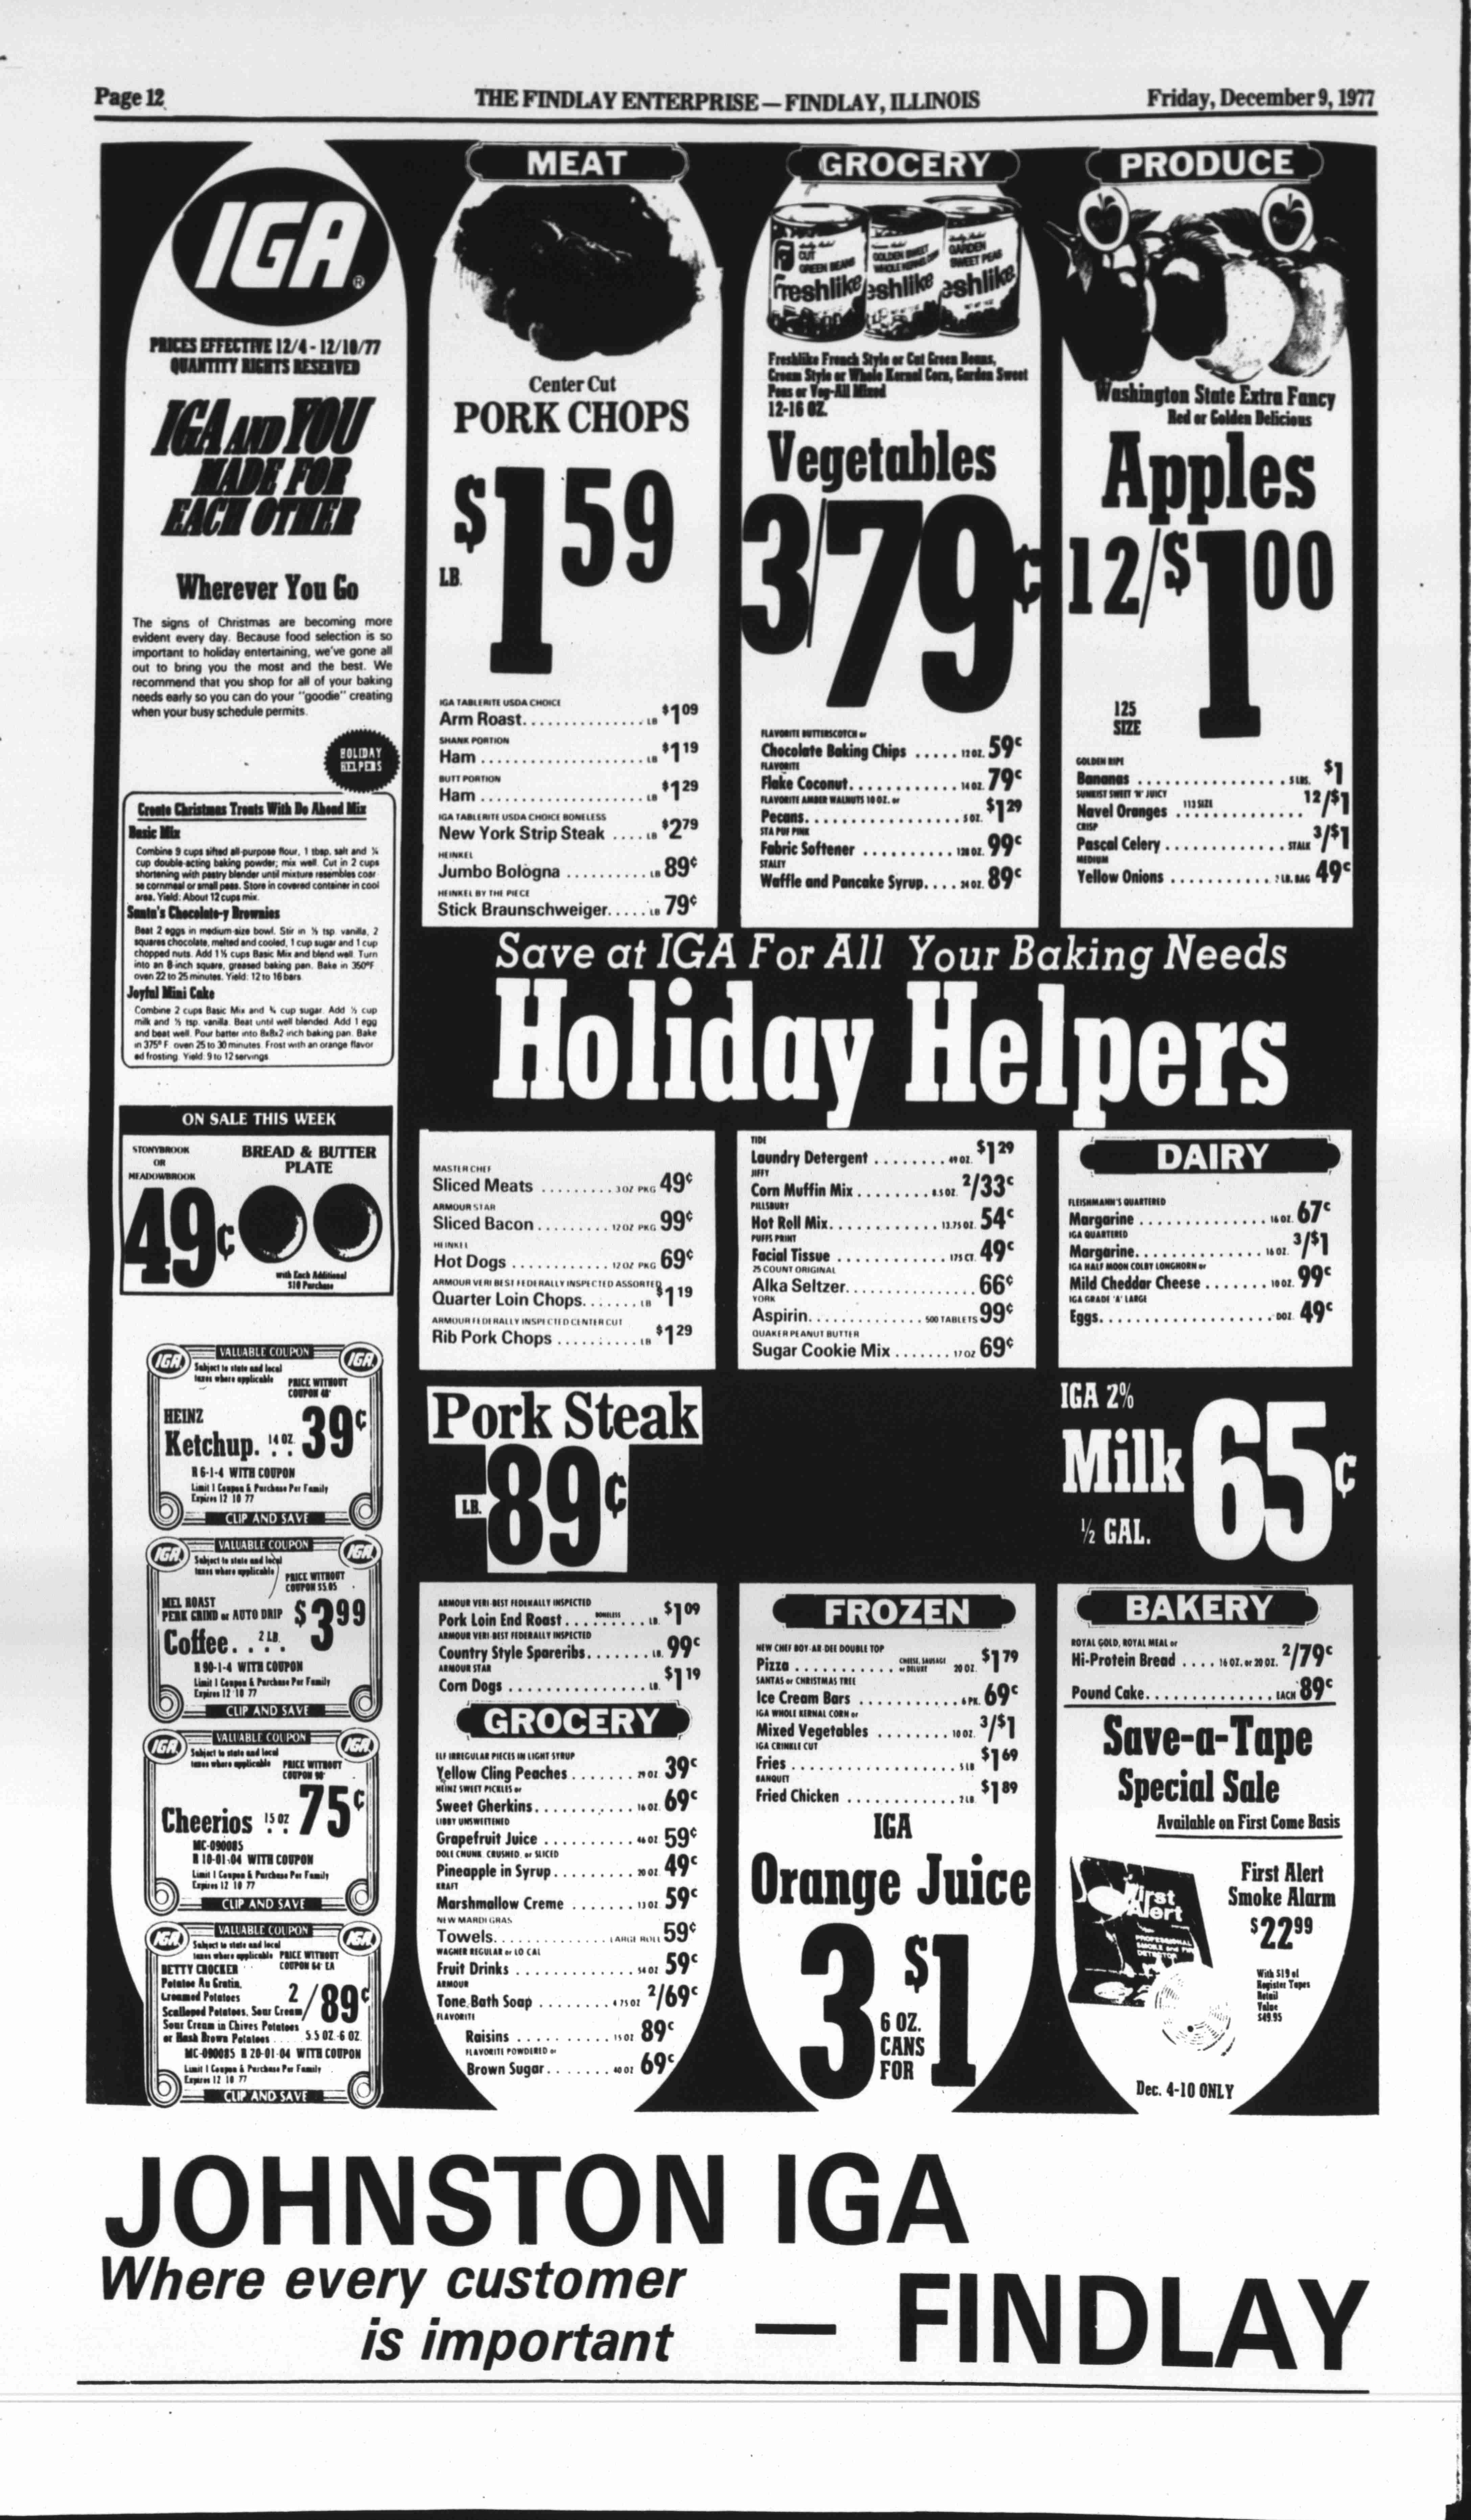 Page 12
THE FINDLAY ENTERPRISE — FINDLAY, ILLINOIS
Friday, December 9, 1977
IGA®
PRICES EFFECTIVE 12/4 - 12/10/77
QUANTITY RIGHTS RESERVED
IGA AND YOU
MADE FOR
EACH OTHER
Wherever You Go
The signs of Christmas are becoming more
evident every day. Because food selection is so
important to holiday entertaining, we've gone all
out to bring you the most and the best. We
recommend that you shop for all of your baking
needs early so you can do your "goodie" creating
when your busy schedule permits.
HOLIDAY
HELPERS
Create Christmas Treats With Do Ahead Mix
Basic Mix
Combine 9 cups sifted all-purpose flour, 1 tbsp. salt and ¼
cup double-acting baking powder; mix well. Cut in 2 cups
shortening with pastry blender until mixture resembles coar
se cornmeal or small peas. Store in covered container in cool
area. Yield: About 12 cups mix.
Santa's Chocolate-y Brownies
Beat 2 eggs in medium-size bowl. Stir in ½ tsp. vanilla, 2
squares chocolate, melted and cooled, 1 cup sugar and 1 cup
chopped nuts. Add 1½ cups Basic Mix and blend well. Turn
into an 8-inch square, greased baking pan. Bake in 350°F
oven 22 to 25 minutes. Yield: 12 to 16 bars.
Joyful Mini Cake
Combine 2 cups Basic Mix and ¾ cup sugar. Add ½ cup
milk and ½ tsp. vanilla. Beat until well blended. Add 1 egg
and beat well. Pour batter into 8x8x2 inch baking pan. Bake
in 375° F. oven 25 to 30 minutes. Frost with an orange flavor
ed frosting. Yield: 9 to 12 servings.
ON SALE THIS WEEK
STONYBROOK
OR
MEADOWBROOK
BREAD & BUTTER
PLATE
49¢
with Each Additional
$10 Purchase
VALUABLE COUPON
IGA IGA
Subject to state and local
taxes where applicable
PRICE WITHOUT
COUPON 48¢
HEINZ
Ketchup. 14 OZ. 39¢
R 6-1-4 WITH COUPON
Limit 1 Coupon & Purchase Per Family
Expires 12 10 77
CLIP AND SAVE
VALUABLE COUPON
IGA IGA
Subject to state and local
taxes where applicable
PRICE WITHOUT
COUPON $5.05
MEL ROAST
PERK GRIND or AUTO DRIP
Coffee. . 2 LB. $3 99
R 90-1-4 WITH COUPON
Limit 1 Coupon & Purchase Per Family
Expires 12 10 77
CLIP AND SAVE
VALUABLE COUPON
IGA IGA
Subject to state and local
taxes where applicable
PRICE WITHOUT
COUPON 90¢
Cheerios 15 OZ. 75¢
MC-090085
R 10-01-04 WITH COUPON
Limit 1 Coupon & Purchase Per Family
Expires 12 10 77
CLIP AND SAVE
VALUABLE COUPON
IGA IGA
Subject to state and local
taxes where applicable PRICE WITHOUT
COUPON 64¢ EA
BETTY CROCKER
Potatoe Au Gratin,
Creamed Potatoes
Scalloped Potatoes, Sour Cream
Sour Cream in Chives Potatoes
or Hash Brown Potatoes
2/89¢
5.5 OZ-6 OZ.
MC-090085 R 20-01-04 WITH COUPON
Limit 1 Coupon & Purchase Per Family
Expires 12 10 77
CLIP AND SAVE
MEAT
Center Cut
PORK CHOPS
LB. $1 59
IGA TABLERITE USDA CHOICE
Arm Roast. . . . LB $1 09
SHANK PORTION
Ham . . . . LB $1 19
BUTT PORTION
Ham . . . . LB $1 29
IGA TABLERITE USDA CHOICE BONELESS
New York Strip Steak . . . . LB $2 79
HEINKEL
Jumbo Bologna . . . . LB 89¢
HEINKEL BY THE PIECE
Stick Braunschweiger. . . . LB 79¢
GROCERY
CUT
GREEN BEANS
GOLDEN SWEET
GARDEN
SWEET PEAS
Freshlike eshlike eshlike
Freshlike French Style or Cut Green Beans,
Cream Style or Whole Kernal Corn, Garden Sweet
Peas or Veg-All Mixed
12-16 OZ.
Vegetables
3/79¢
FLAVORITE BUTTERSCOTCH or
Chocolate Baking Chips . . . . 12 OZ. 59¢
FLAVORITE
Flake Coconut. . . . 14 OZ. 79¢
FLAVORITE AMBER WALNUTS 10 OZ. or
Pecans. . . . 5 OZ. $1 29
STA PUF PINK
Fabric Softener . . . . 128 OZ. 99¢
STALEY
Waffle and Pancake Syrup. . . . 24 OZ. 89¢
PRODUCE
Washington State Extra Fancy
Red or Golden Delicious
Apples
12/$1 00
125
SIZE
GOLDEN RIPE
Bananas . . . . 5 LBS. $1
SUNKIST SWEET 'N' JUICY
Navel Oranges 113 SIZE . . . . 12/$1
CRISP
Pascal Celery . . . . STALK 3/$1
MEDIUM
Yellow Onions . . . . 2 LB. BAG 49¢
Save at IGA For All Your Baking Needs
Holiday Helpers
MASTER CHEF
Sliced Meats . . . . 3 OZ PKG 49¢
ARMOUR STAR
Sliced Bacon . . . . 12 OZ PKG 99¢
HEINKEL
Hot Dogs . . . . 12 OZ PKG 69¢
ARMOUR VERI BEST FEDERALLY INSPECTED ASSORTED
Quarter Loin Chops. . . . LB $1 19
ARMOUR FEDERALLY INSPECTED CENTER CUT
Rib Pork Chops . . . . LB $1 29
TIDE
Laundry Detergent . . . . 49 OZ. $1 29
JIFFY
Corn Muffin Mix . . . . 8.5 OZ. 2/33¢
PILLSBURY
Hot Roll Mix. . . . 13.75 OZ. 54¢
PUFFS PRINT
Facial Tissue . . . . 175 CT. 49¢
25 COUNT ORIGINAL
Alka Seltzer. . . . 66¢
YORK
Aspirin. . . . 500 TABLETS 99¢
QUAKER PEANUT BUTTER
Sugar Cookie Mix . . . . 17 OZ 69¢
DAIRY
FLEISHMANN'S QUARTERED
Margarine . . . . 16 OZ. 67¢
IGA QUARTERED
Margarine. . . . 16 OZ. 3/$1
IGA HALF MOON COLBY LONGHORN or
Mild Cheddar Cheese . . . . 10 OZ. 99¢
IGA GRADE 'A' LARGE
Eggs. . . . DOZ. 49¢
Pork Steak
LB. 89¢
IGA 2%
Milk 65¢
½ GAL.
ARMOUR VERI-BEST FEDERALLY INSPECTED
Pork Loin End Roast . . . BONELESS . . . LB. $1 09
ARMOUR VERI-BEST FEDERALLY INSPECTED
Country Style Spareribs. . . . LB. 99¢
ARMOUR STAR
Corn Dogs . . . . LB. $1 19
GROCERY
ELF IRREGULAR PIECES IN LIGHT SYRUP
Yellow Cling Peaches . . . . 29 OZ. 39¢
HEINZ SWEET PICKLES or
Sweet Gherkins. . . . 16 OZ. 69¢
LIBBY UNSWEETENED
Grapefruit Juice . . . . 46 OZ 59¢
DOLE CHUNK, CRUSHED, or SLICED
Pineapple in Syrup . . . . 20 OZ. 49¢
KRAFT
Marshmallow Creme . . . . 13 OZ. 59¢
NEW MARDI GRAS
Towels. . . . LARGE ROLL 59¢
WAGNER REGULAR or LO CAL
Fruit Drinks . . . . 54 OZ 59¢
ARMOUR
Tone Bath Soap . . . . 4.75 OZ 2/69¢
FLAVORITE
Raisins . . . . 15 OZ 89¢
FLAVORITE POWDERED or
Brown Sugar. . . . 40 OZ 69¢
FROZEN
NEW CHEF BOY-AR-DEE DOUBLE TOP
Pizza . . . . CHEESE, SAUSAGE or DELUXE 20 OZ. $1 79
SANTAS or CHRISTMAS TREE
Ice Cream Bars . . . . 6 PK. 69¢
IGA WHOLE KERNAL CORN or
Mixed Vegetables . . . . 10 OZ. 3/$1
IGA CRINKLE CUT
Fries . . . . 5 LB $1 69
BANQUET
Fried Chicken . . . . 2 LB. $1 89
IGA
Orange Juice
3 6 OZ. CANS FOR $1
BAKERY
ROYAL GOLD, ROYAL MEAL or
Hi-Protein Bread . . . . 16 OZ. or 20 OZ. 2/79¢
Pound Cake. . . . EACH 89¢
Save-a-Tape
Special Sale
Available on First Come Basis
First
Alert
PROFESSIONAL
SMOKE and FIRE
DETECTOR
First Alert
Smoke Alarm
$22 99
With $19 of
Register Tapes
Retail
Value
$49.95
Dec. 4-10 ONLY
JOHNSTON IGA
Where every customer
is important
— FINDLAY